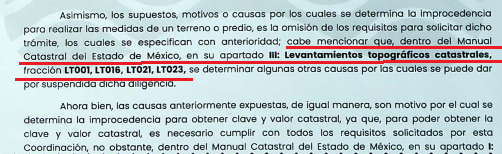 Asimismo, los supuestos, motivos o causas por los cuales se determina la improcedencia
para realizar las medidas de un terreno o predio, es la omisión de los requisitos para solicitar dicho
trámite, los cuales se especifican con anterioridad; cabe mencionar que, dentro del Manual
Catastral del Estado de México, en su apartado III: Levantamientos topográficos catastrales,
fracción LT001, LT016, LT021, LT023, se determinar algunas otras causas por las cuales se puede dar
por suspendida dicha diligencia.
Ahora bien, las causas anteriormente expuestas, de igual manera, son motivo por el cual se
determina la improcedencia para obtener clave y valor catastral, ya que, para poder obtener la
clave y valor catastral, es necesario cumplir con todos los requisitos solicitados por esta
Coordinación, no obstante, dentro del Manual Catastral del Estado de México, en su apartado I: